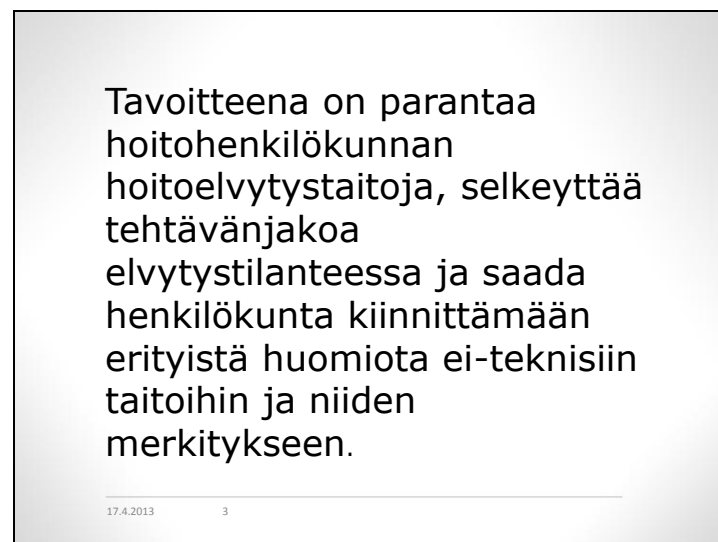 Tavoitteena on parantaa
hoitohenkilökunnan
hoitoelvytystaitoja, selkeyttää
tehtävänjakoa
elvytystilanteessa ja saada
henkilökunta kiinnittämään
erityistä huomiota ei-teknisiin
taitoihin ja niiden
merkitykseen.
17.4.2013 3